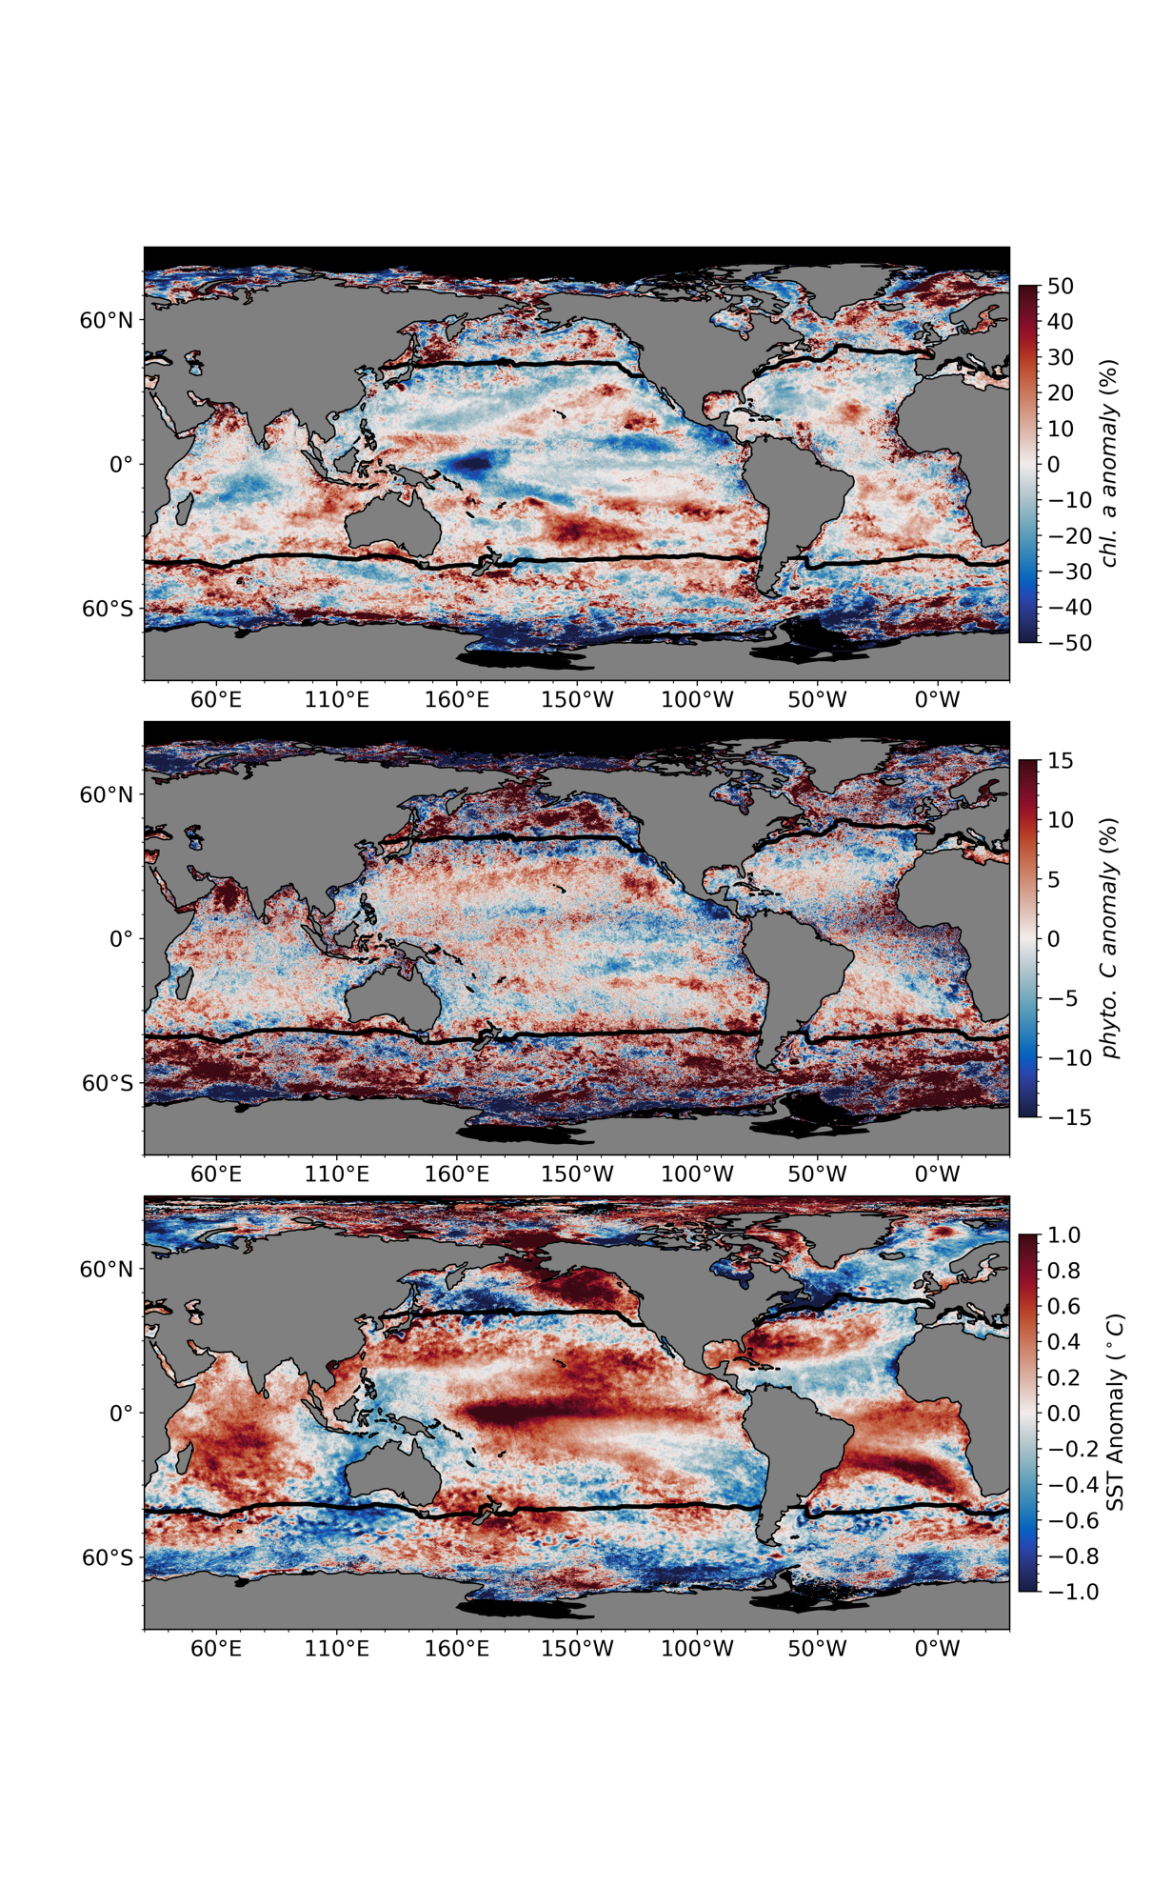 60°N
0°
60°S
60°E 110°E 160°E 150°W 100°W 50°W 0°W
50
40
30
20
10
0
−10
−20
−30
−40
−50
chl. a anomaly (%)
60°N
0°
60°S
60°E 110°E 160°E 150°W 100°W 50°W 0°W
15
10
5
0
−5
−10
−15
phyto. C anomaly (%)
60°N
0°
60°S
60°E 110°E 160°E 150°W 100°W 50°W 0°W
1.0
0.8
0.6
0.4
0.2
0.0
−0.2
−0.4
−0.6
−0.8
−1.0
SST Anomaly (°C)